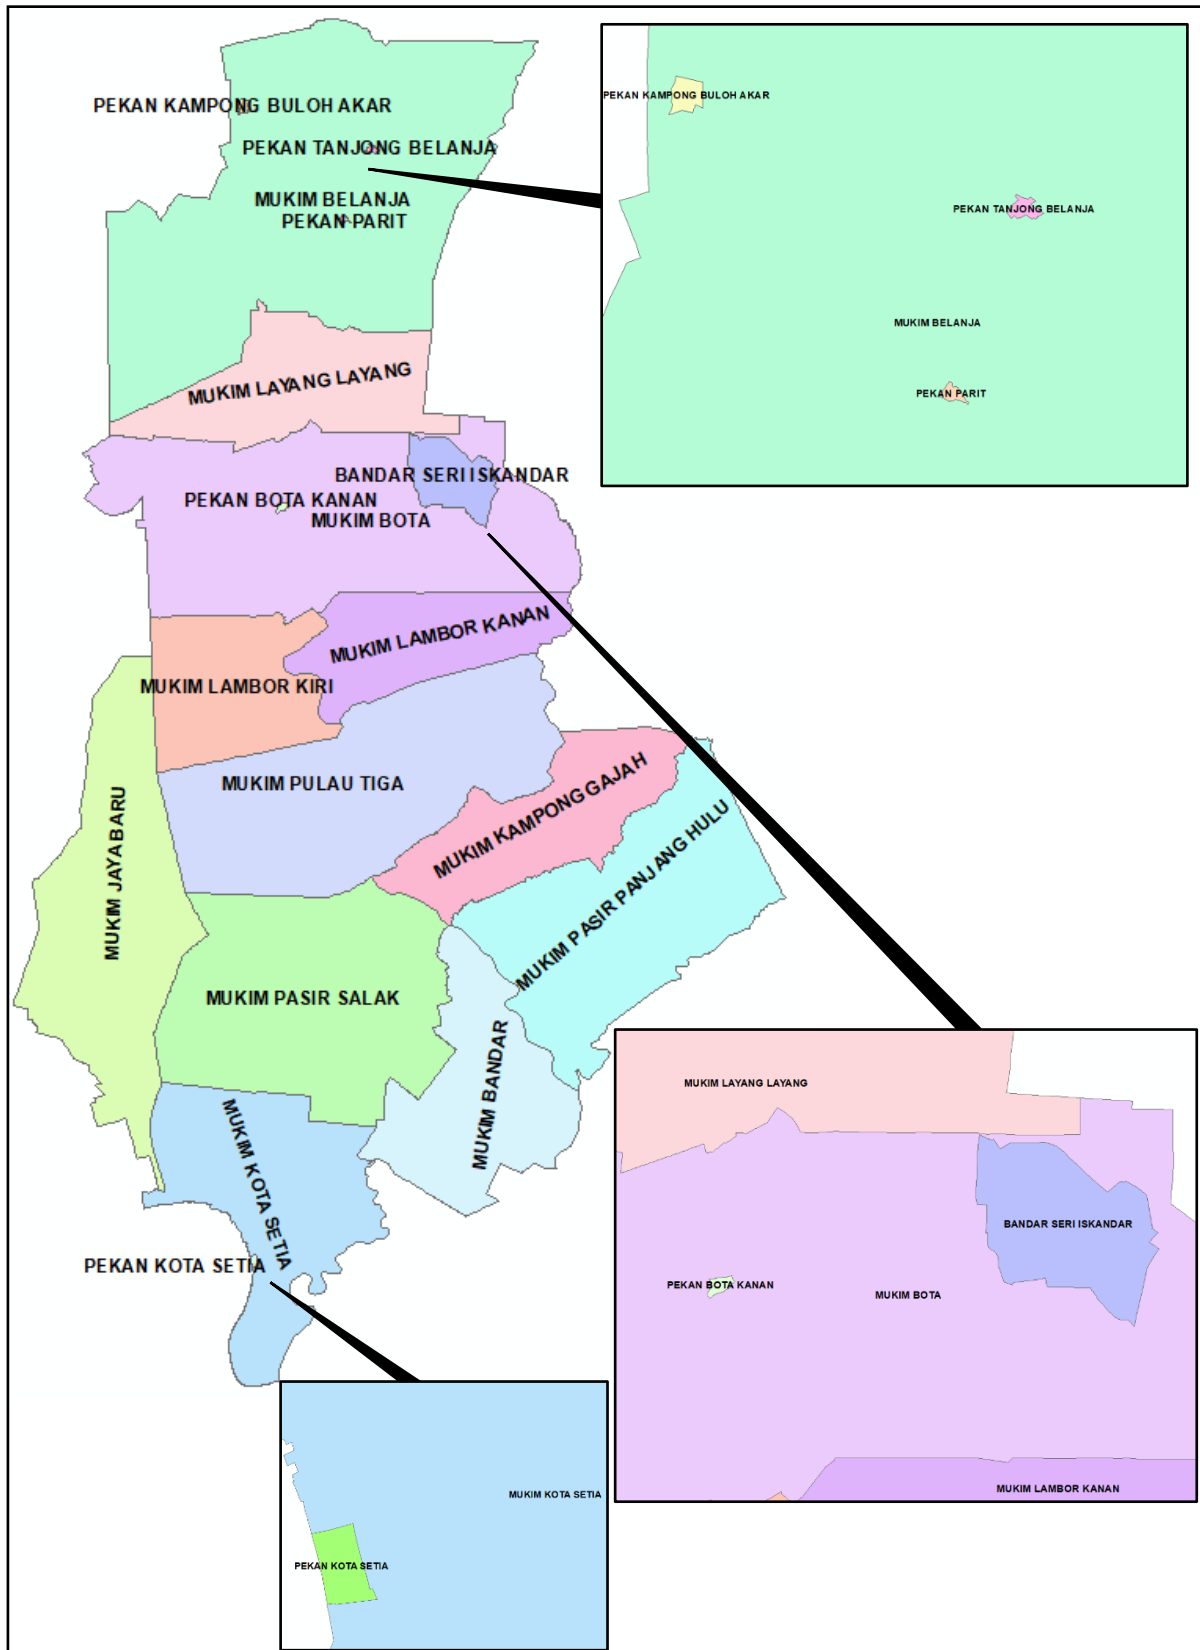 PEKAN KAMPONG BULOH AKAR
PEKAN TANJONG BELANJA
MUKIM BELANJA
PEKAN PARIT
MUKIM LAYANG LAYANG
BANDAR SERI ISKANDAR
PEKAN BOTA KANAN
MUKIM BOTA
MUKIM LAMBOR KANAN
MUKIM LAMBOR KIRI
MUKIM PULAU TIGA
MUKIM KAMPONG GAJAH
MUKIM JAYABARU
MUKIM PASIR PANJANG HULU
MUKIM PASIR SALAK
MUKIM BANDAR
MUKIM KOTA SETIA
PEKAN KOTA SETIA
PEKAN KAMPONG BULOH AKAR
PEKAN TANJONG BELANJA
MUKIM BELANJA
PEKAN PARIT
MUKIM LAYANG LAYANG
BANDAR SERI ISKANDAR
PEKAN BOTA KANAN
MUKIM BOTA
MUKIM LAMBOR KANAN
MUKIM KOTA SETIA
PEKAN KOTA SETIA